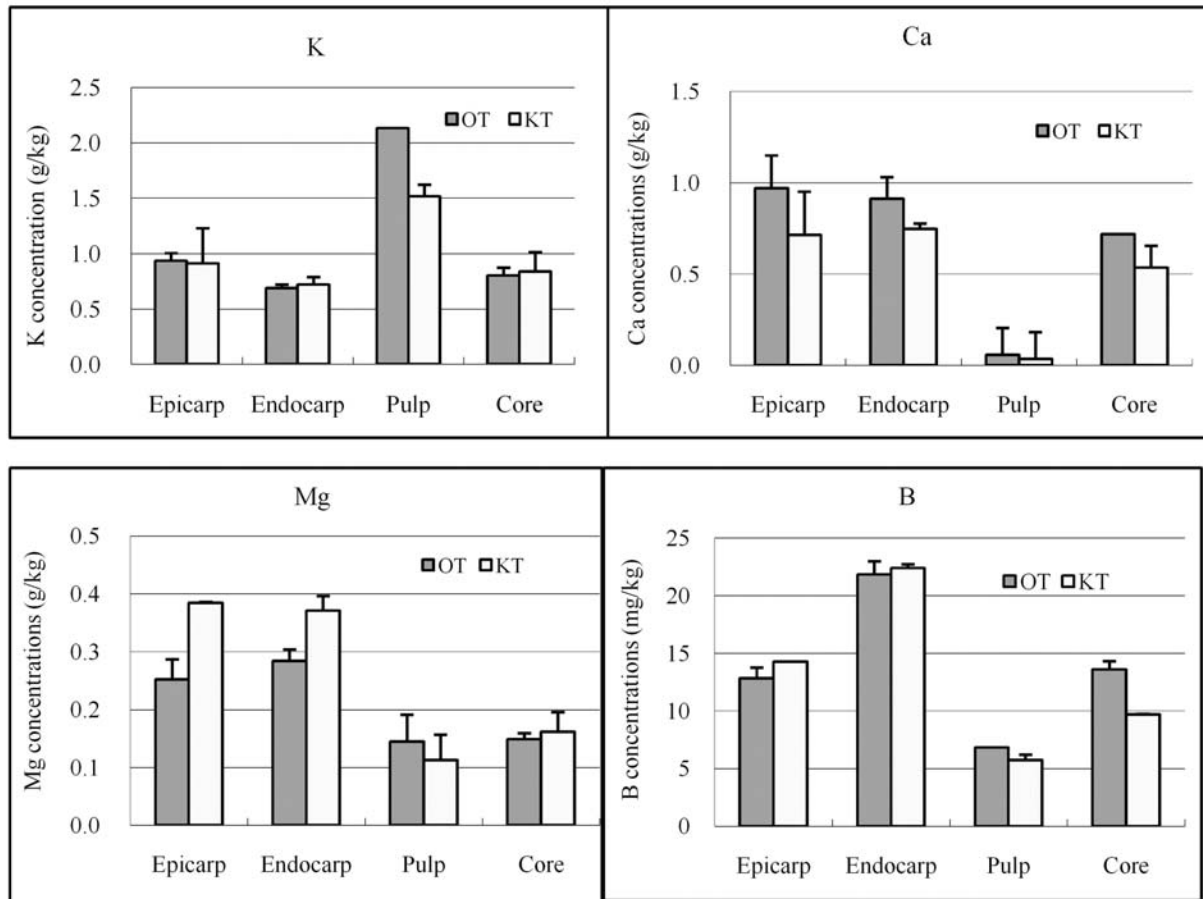 K
K concentration (g/kg)
2.5
2.0
1.5
1.0
0.5
0.0
OT KT
Epicarp Endocarp Pulp Core
Ca
Ca concentrations (g/kg)
1.5
1.0
0.5
0.0
OT KT
Epicarp Endocarp Pulp Core
Mg
Mg concentrations (g/kg)
0.5
0.4
0.3
0.2
0.1
0.0
OT KT
Epicarp Endocarp Pulp Core
B
B concentrations (mg/kg)
25
20
15
10
5
0
OT KT
Epicarp Endocarp Pulp Core